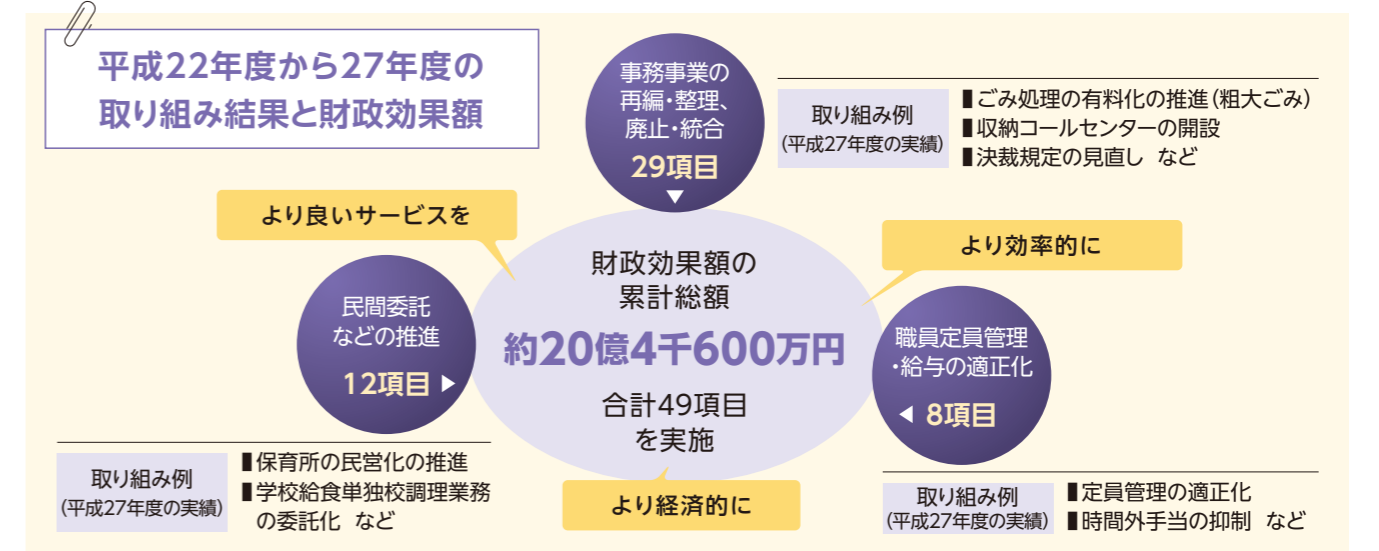 平成22年度から27年度の
取り組み結果と財政効果額
事務事業の
再編・整理、
廃止・統合
29項目
▼
取り組み例
(平成27年度の実績)
▮ごみ処理の有料化の推進(粗大ごみ)
▮収納コールセンターの開設
▮決裁規定の見直し など
より良いサービスを
より効率的に
財政効果額の
累計総額
約20億4千600万円
合計49項目
を実施
民間委託
などの推進
12項目 ▶
職員定員管理
・給与の適正化
◀ 8項目
取り組み例
(平成27年度の実績)
▮保育所の民営化の推進
▮学校給食単独校調理業務
の委託化 など
より経済的に
取り組み例
(平成27年度の実績)
▮定員管理の適正化
▮時間外手当の抑制 など